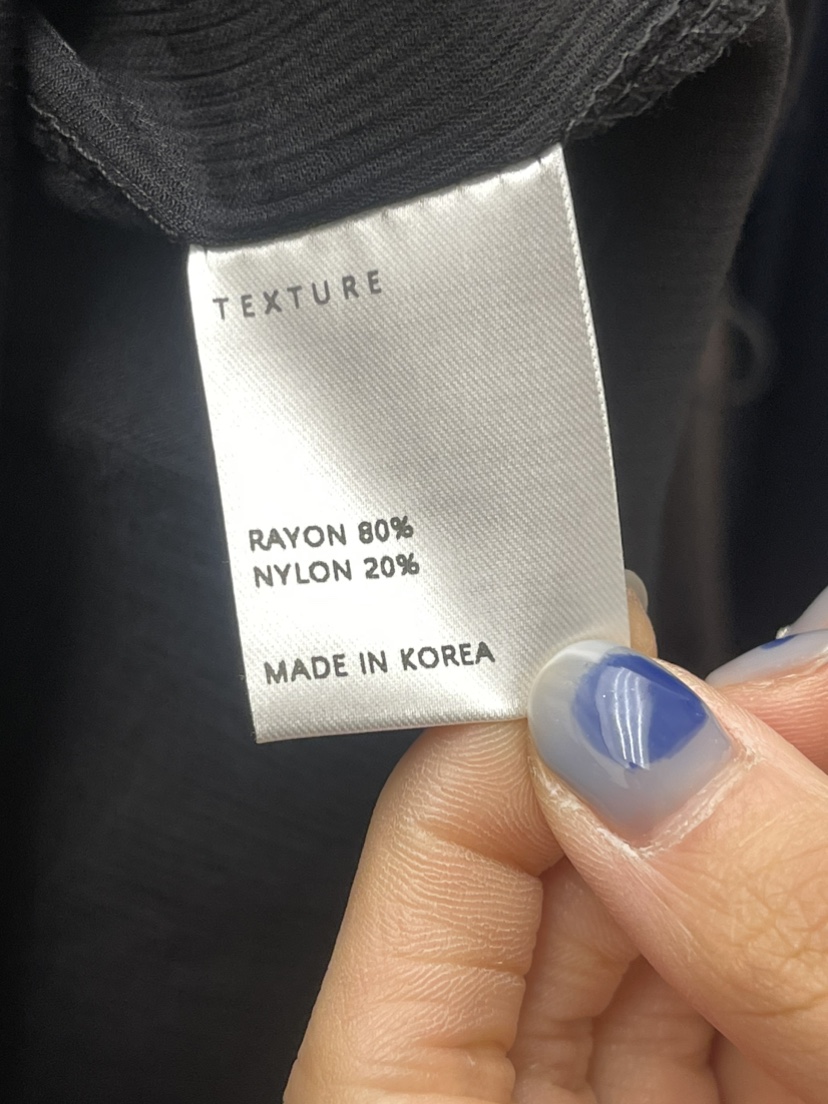 TEXTURE
RAYON 80%
NYLON 20%
MADE IN KOREA